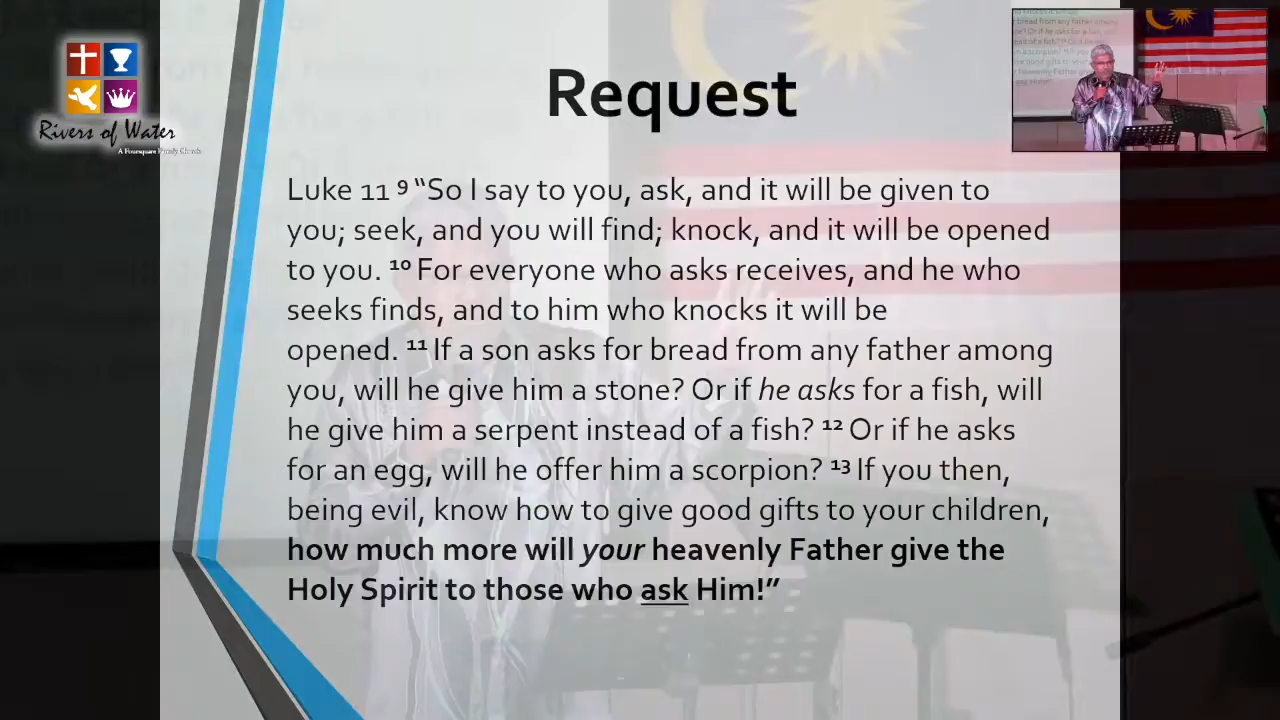 Request
Rivers of Water
A Foursquare Family Church
Luke 11 9 “So I say to you, ask, and it will be given to
you; seek, and you will find; knock, and it will be opened
to you. 10 For everyone who asks receives, and he who
seeks finds, and to him who knocks it will be
opened. 11 If a son asks for bread from any father among
you, will he give him a stone? Or if he asks for a fish, will
he give him a serpent instead of a fish? 12 Or if he asks
for an egg, will he offer him a scorpion? 13 If you then,
being evil, know how to give good gifts to your children,
how much more will your heavenly Father give the
Holy Spirit to those who ask Him!”